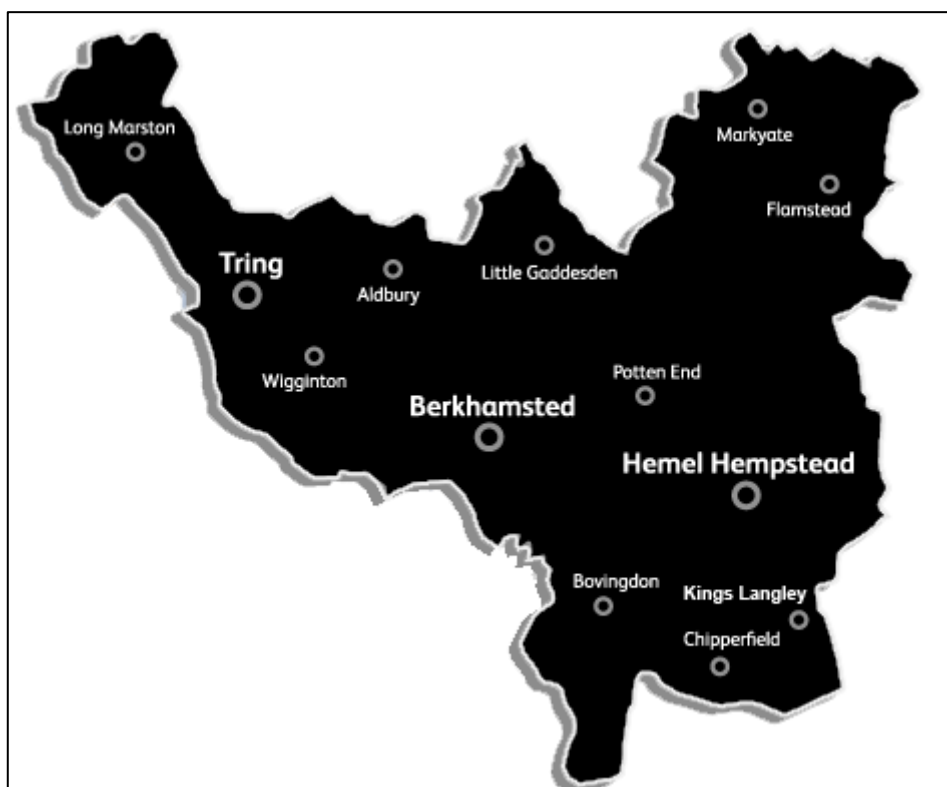 Markyate
Long Marston
Flamstead
Tring
Little Gaddesden
Aldbury
Potten End
Wigginton
Berkhamsted
Hemel Hempstead
Bovingdon
Kings Langley
Chipperfield